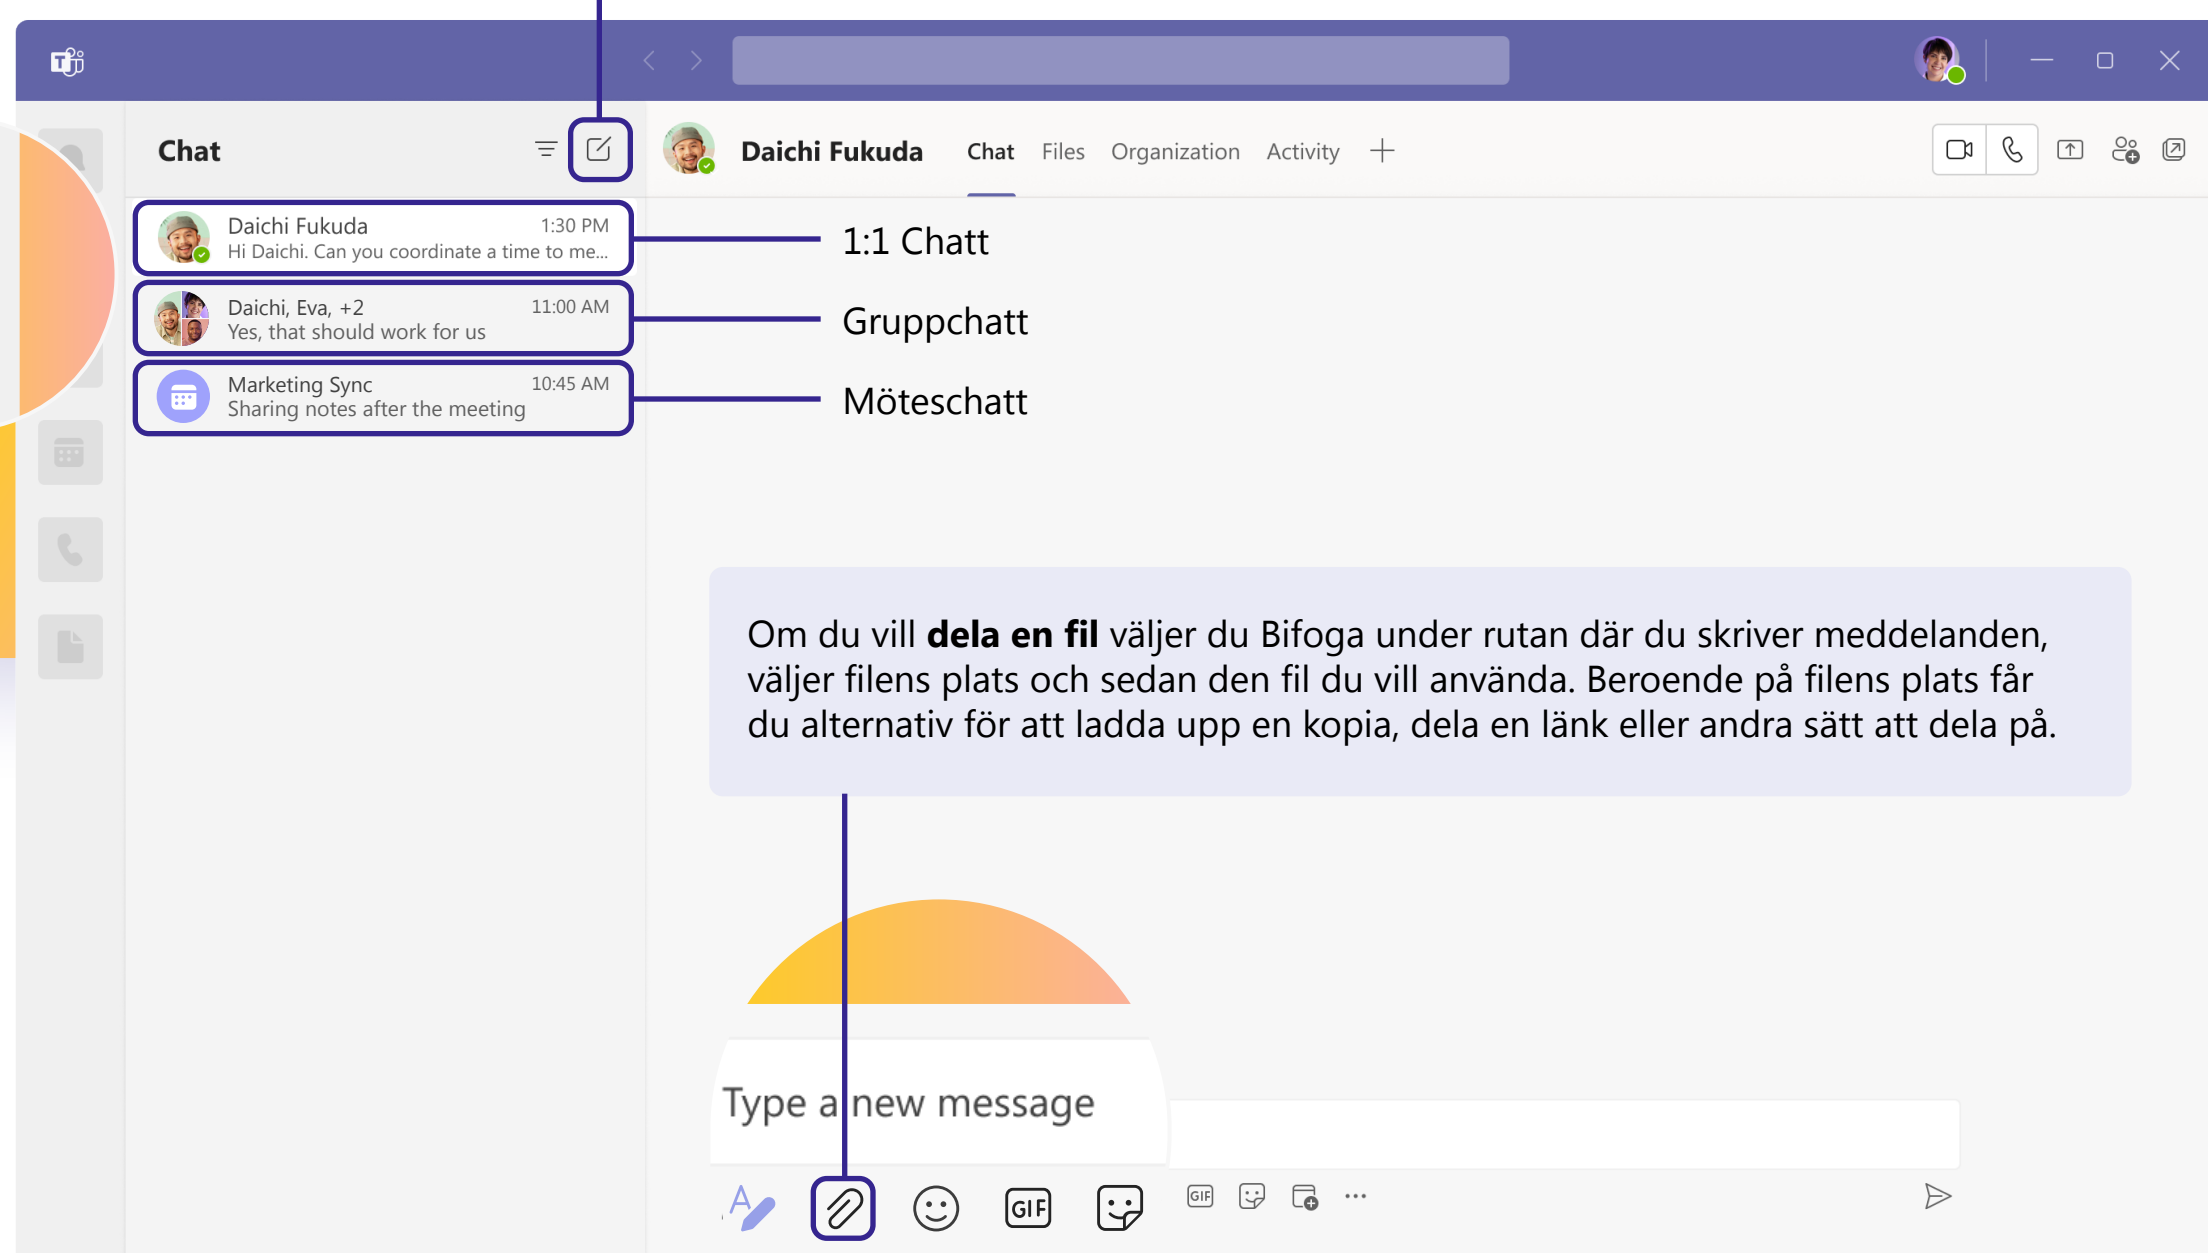 Chat
Daichi Fukuda
Chat
Files
Organization
Activity
Daichi Fukuda 1:30 PM
Hi Daichi. Can you coordinate a time to me...
1:1 Chatt
Daichi, Eva, +2 11:00 AM
Yes, that should work for us
Gruppchatt
Marketing Sync 10:45 AM
Sharing notes after the meeting
Möteschatt
Om du vill dela en fil väljer du Bifoga under rutan där du skriver meddelanden,
väljer filens plats och sedan den fil du vill använda. Beroende på filens plats får
du alternativ för att ladda upp en kopia, dela en länk eller andra sätt att dela på.
Type a new message
GIF
GIF